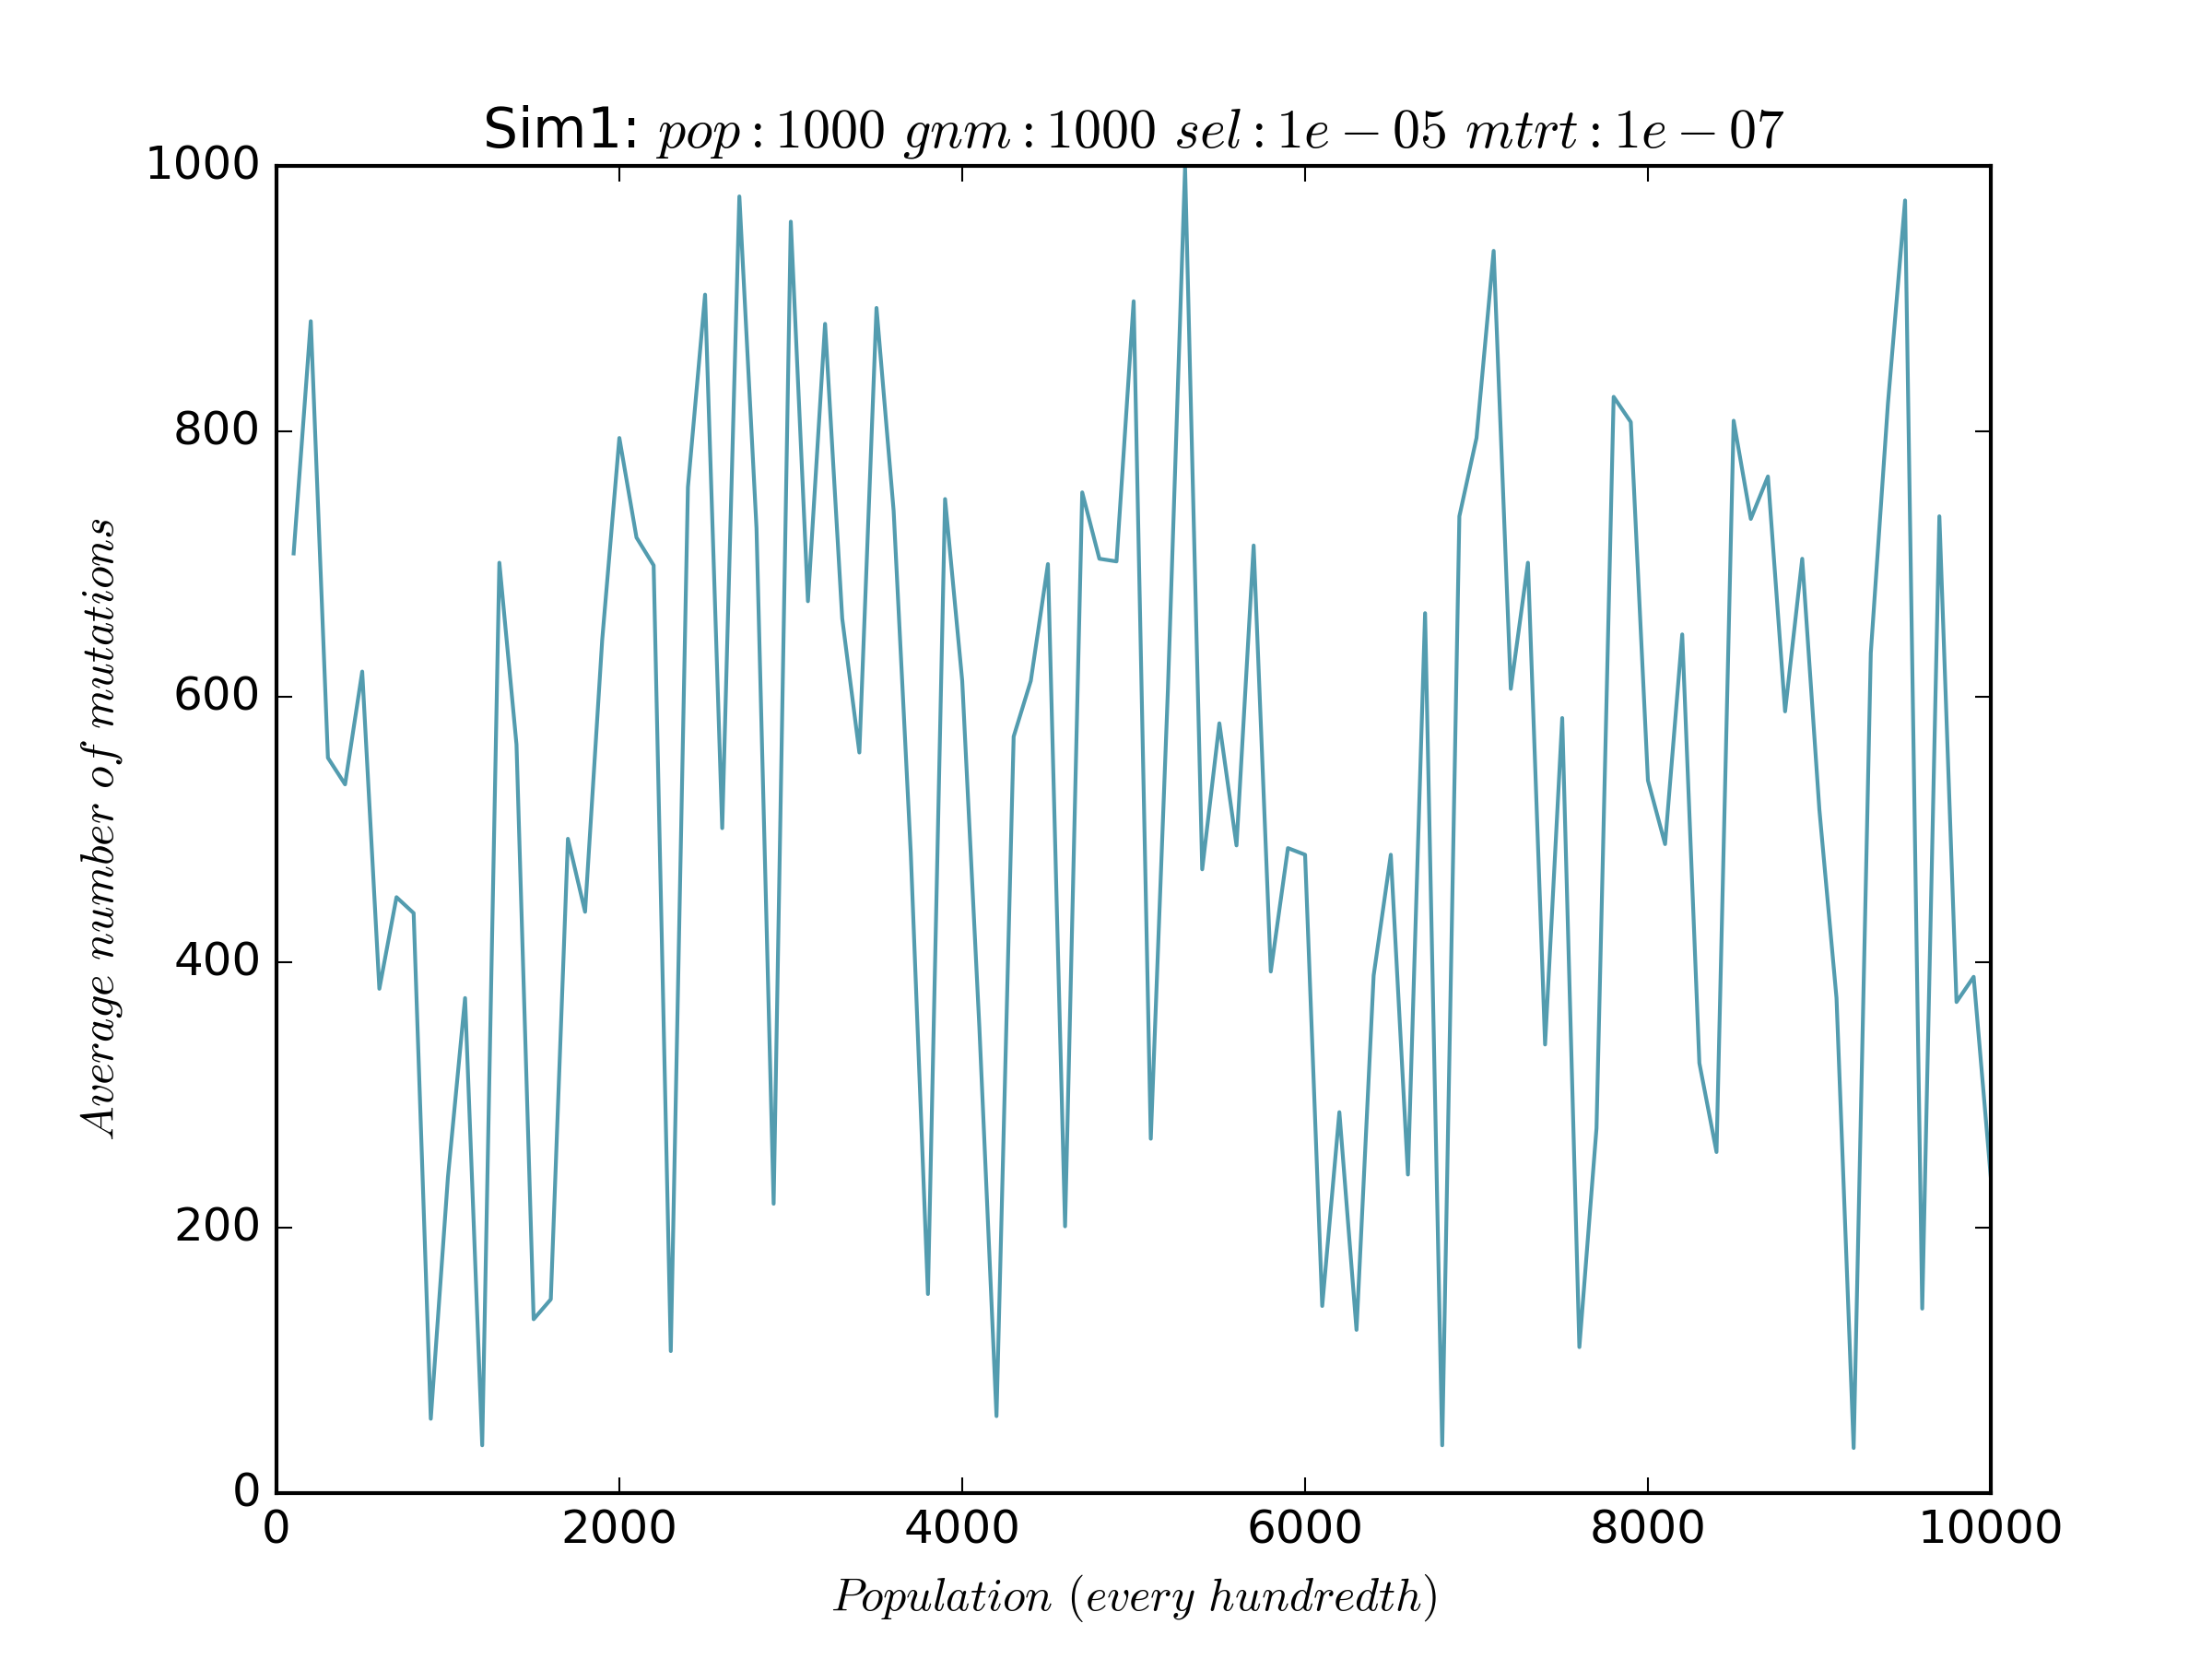 Sim1: pop : 1000 gnm : 1000 sel : 1e − 05 mtrt : 1e − 07
1000
800
600
400
200
0
Average number of mutations
0 2000 4000 6000 8000 10000
Population (every hundredth)